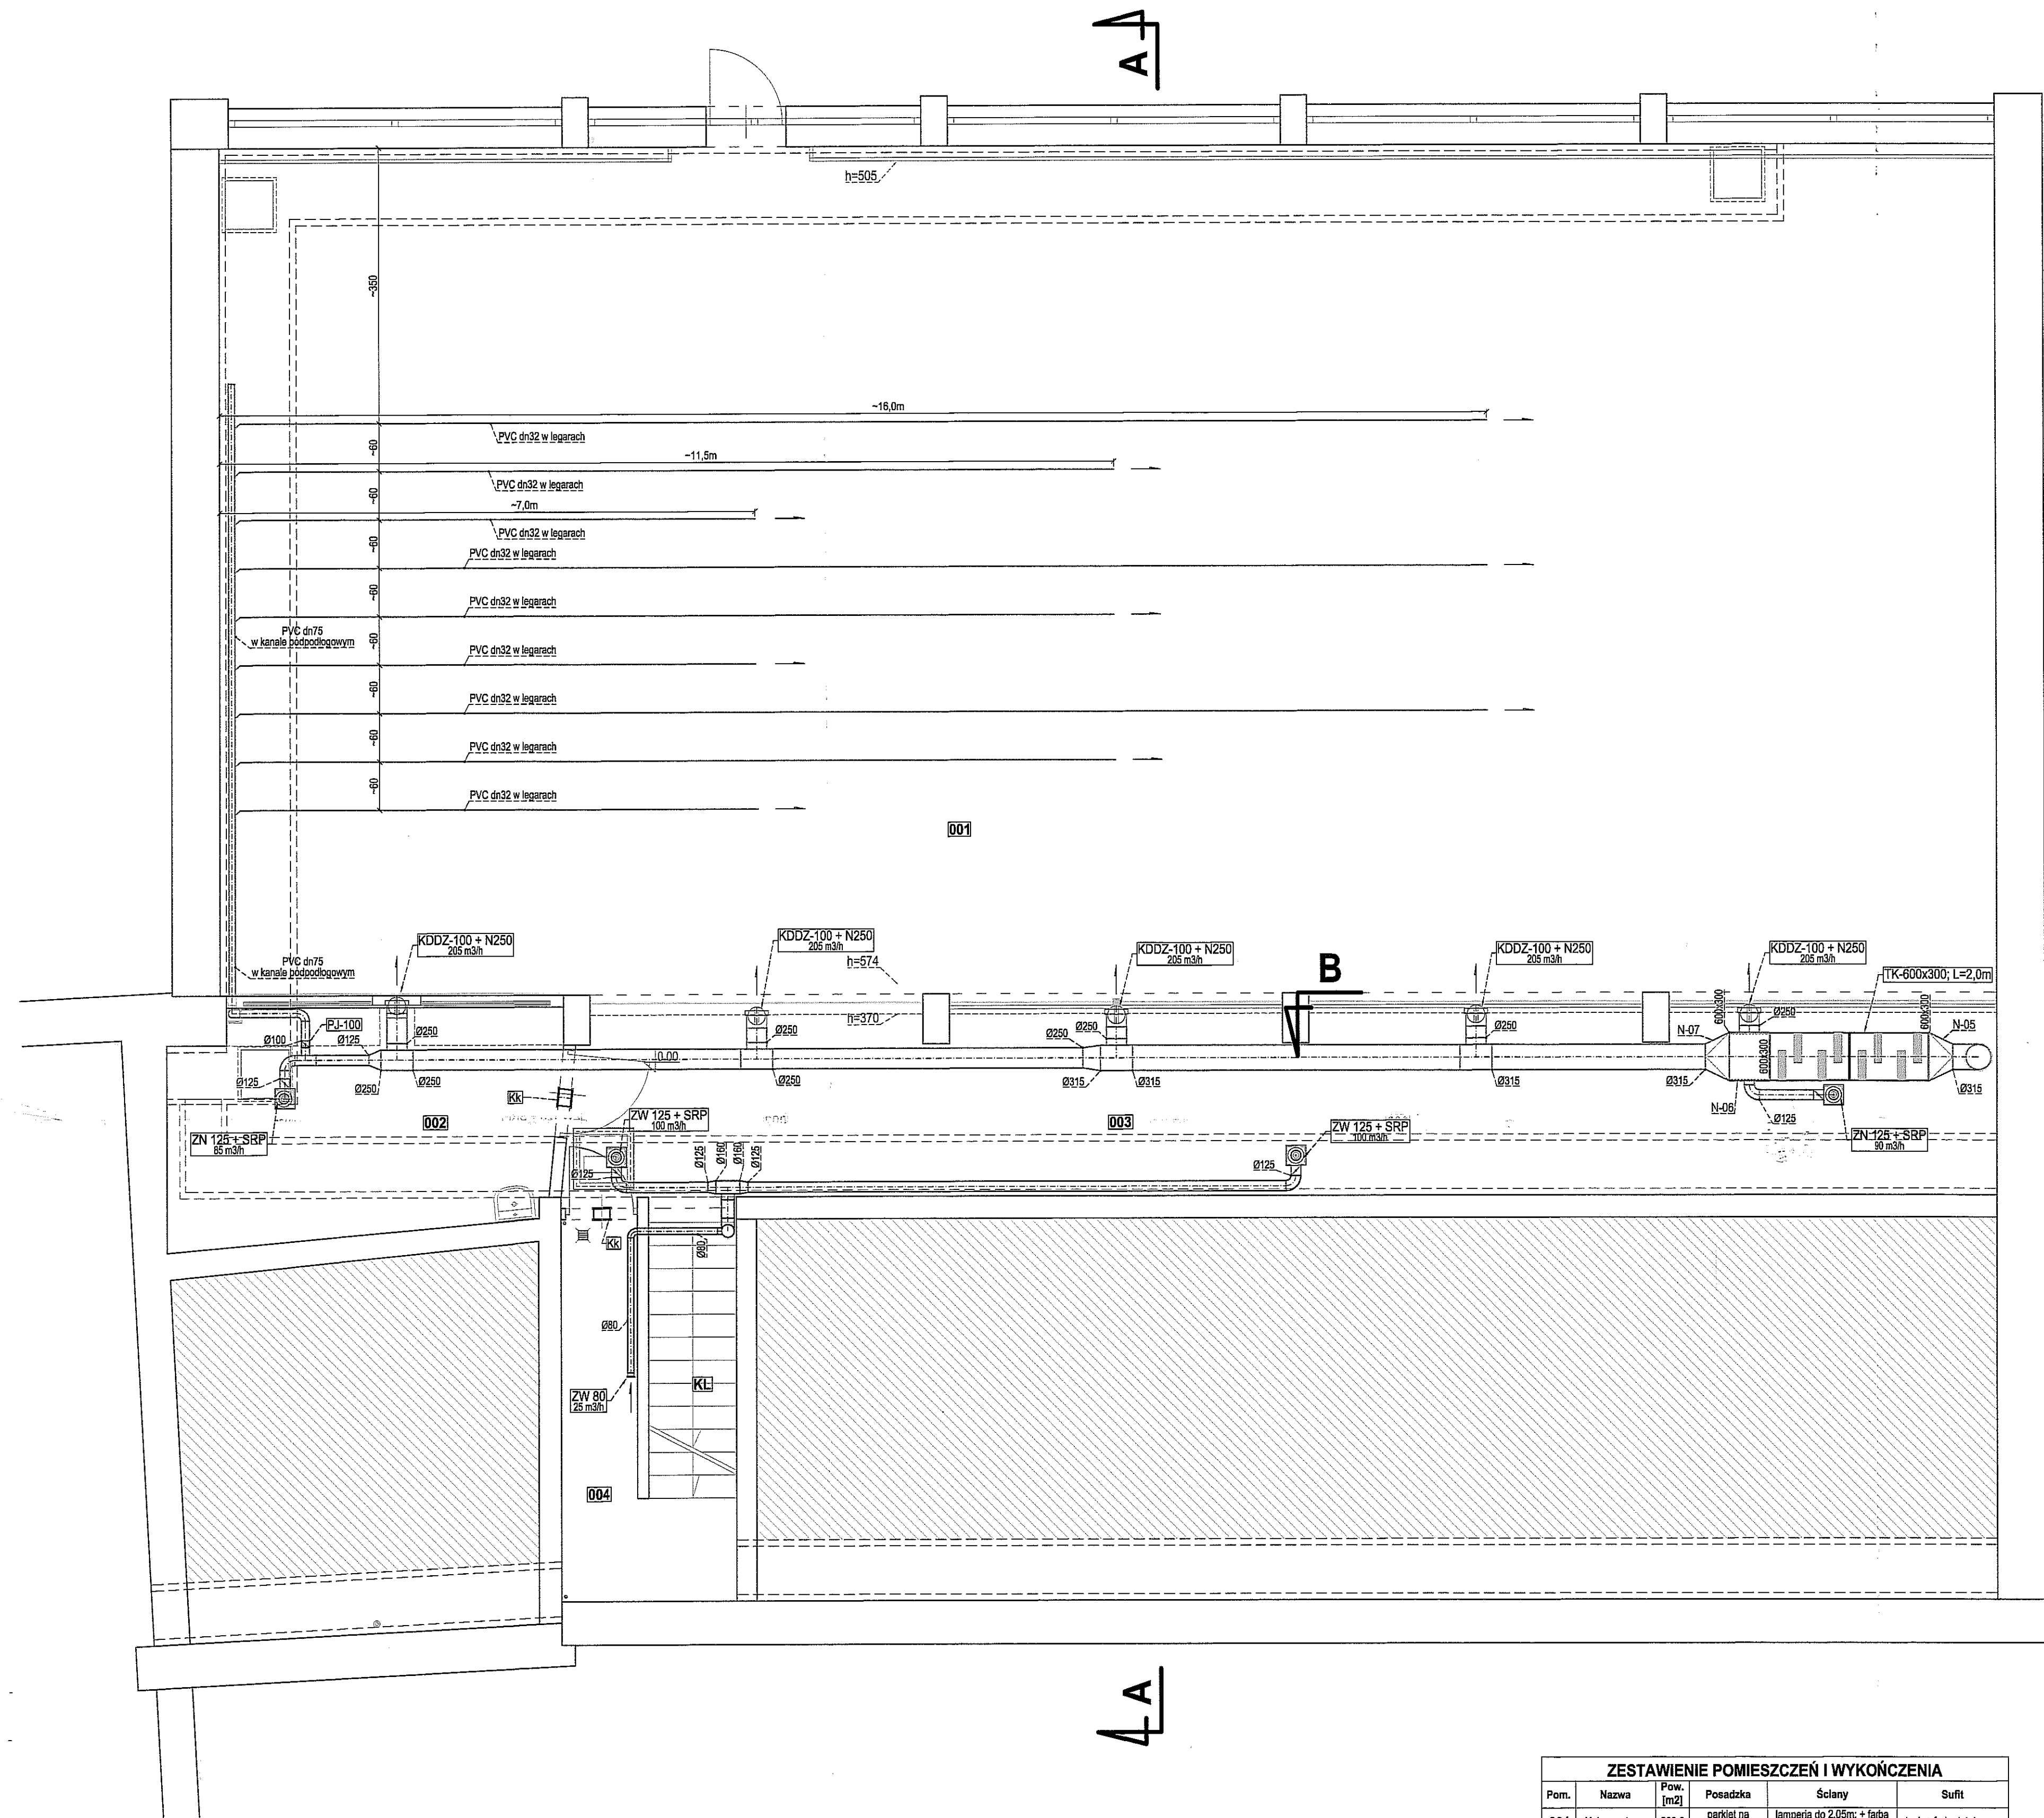 A
h=505
~350
~16,0m
PVC dn32 w legarach
~60
~11,5m
PVC dn32 w legarach
~60
~7,0m
PVC dn32 w legarach
~60
PVC dn32 w legarach
~60
PVC dn32 w legarach
PVC dn75
w kanale podpodłogowym
~60
PVC dn32 w legarach
~60
PVC dn32 w legarach
~60
PVC dn32 w legarach
~60
PVC dn32 w legarach
001
KDDZ-100 + N250
205 m3/h
KDDZ-100 + N250
205 m3/h
KDDZ-100 + N250
205 m3/h
KDDZ-100 + N250
205 m3/h
KDDZ-100 + N250
205 m3/h
PVC dn75
w kanale podpodłogowym
h=574
B
TK-600x300; L=2,0m
h=370
PJ-100
Ø100
Ø125
Ø250
Ø250
Ø250
Ø250
Ø250
N-07
600x300
Ø250
600x300
N-05
0.00
600x300
Ø125
Ø250
Ø250
Ø250
Ø315
Ø315
Ø315
Ø315
Ø315
Kk
N-06
Ø125
002
003
ZN 125 + SRP
85 m3/h
ZW 125 + SRP
100 m3/h
ZW 125 + SRP
100 m3/h
ZN 125 + SRP
90 m3/h
Ø125
Ø125
Ø160
Ø160
Ø125
Ø125
Kk
Ø80
Ø80
ZW 80
25 m3/h
KL
004
A
ZESTAWIENIE POMIESZCZEŃ I WYKOŃCZENIA
Pom. Nazwa Pow. [m2] Posadzka Ściany Sufit
parkiet na lamperia do 2,05m; + farba